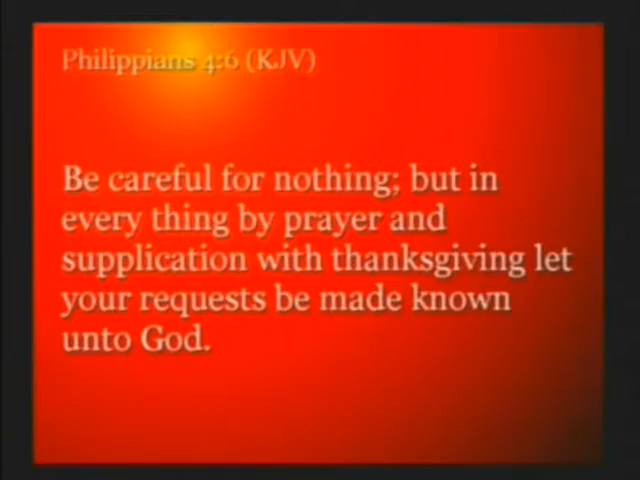 Philippians 4:6 (KJV)
Be careful for nothing; but in
every thing by prayer and
supplication with thanksgiving let
your requests be made known
unto God.